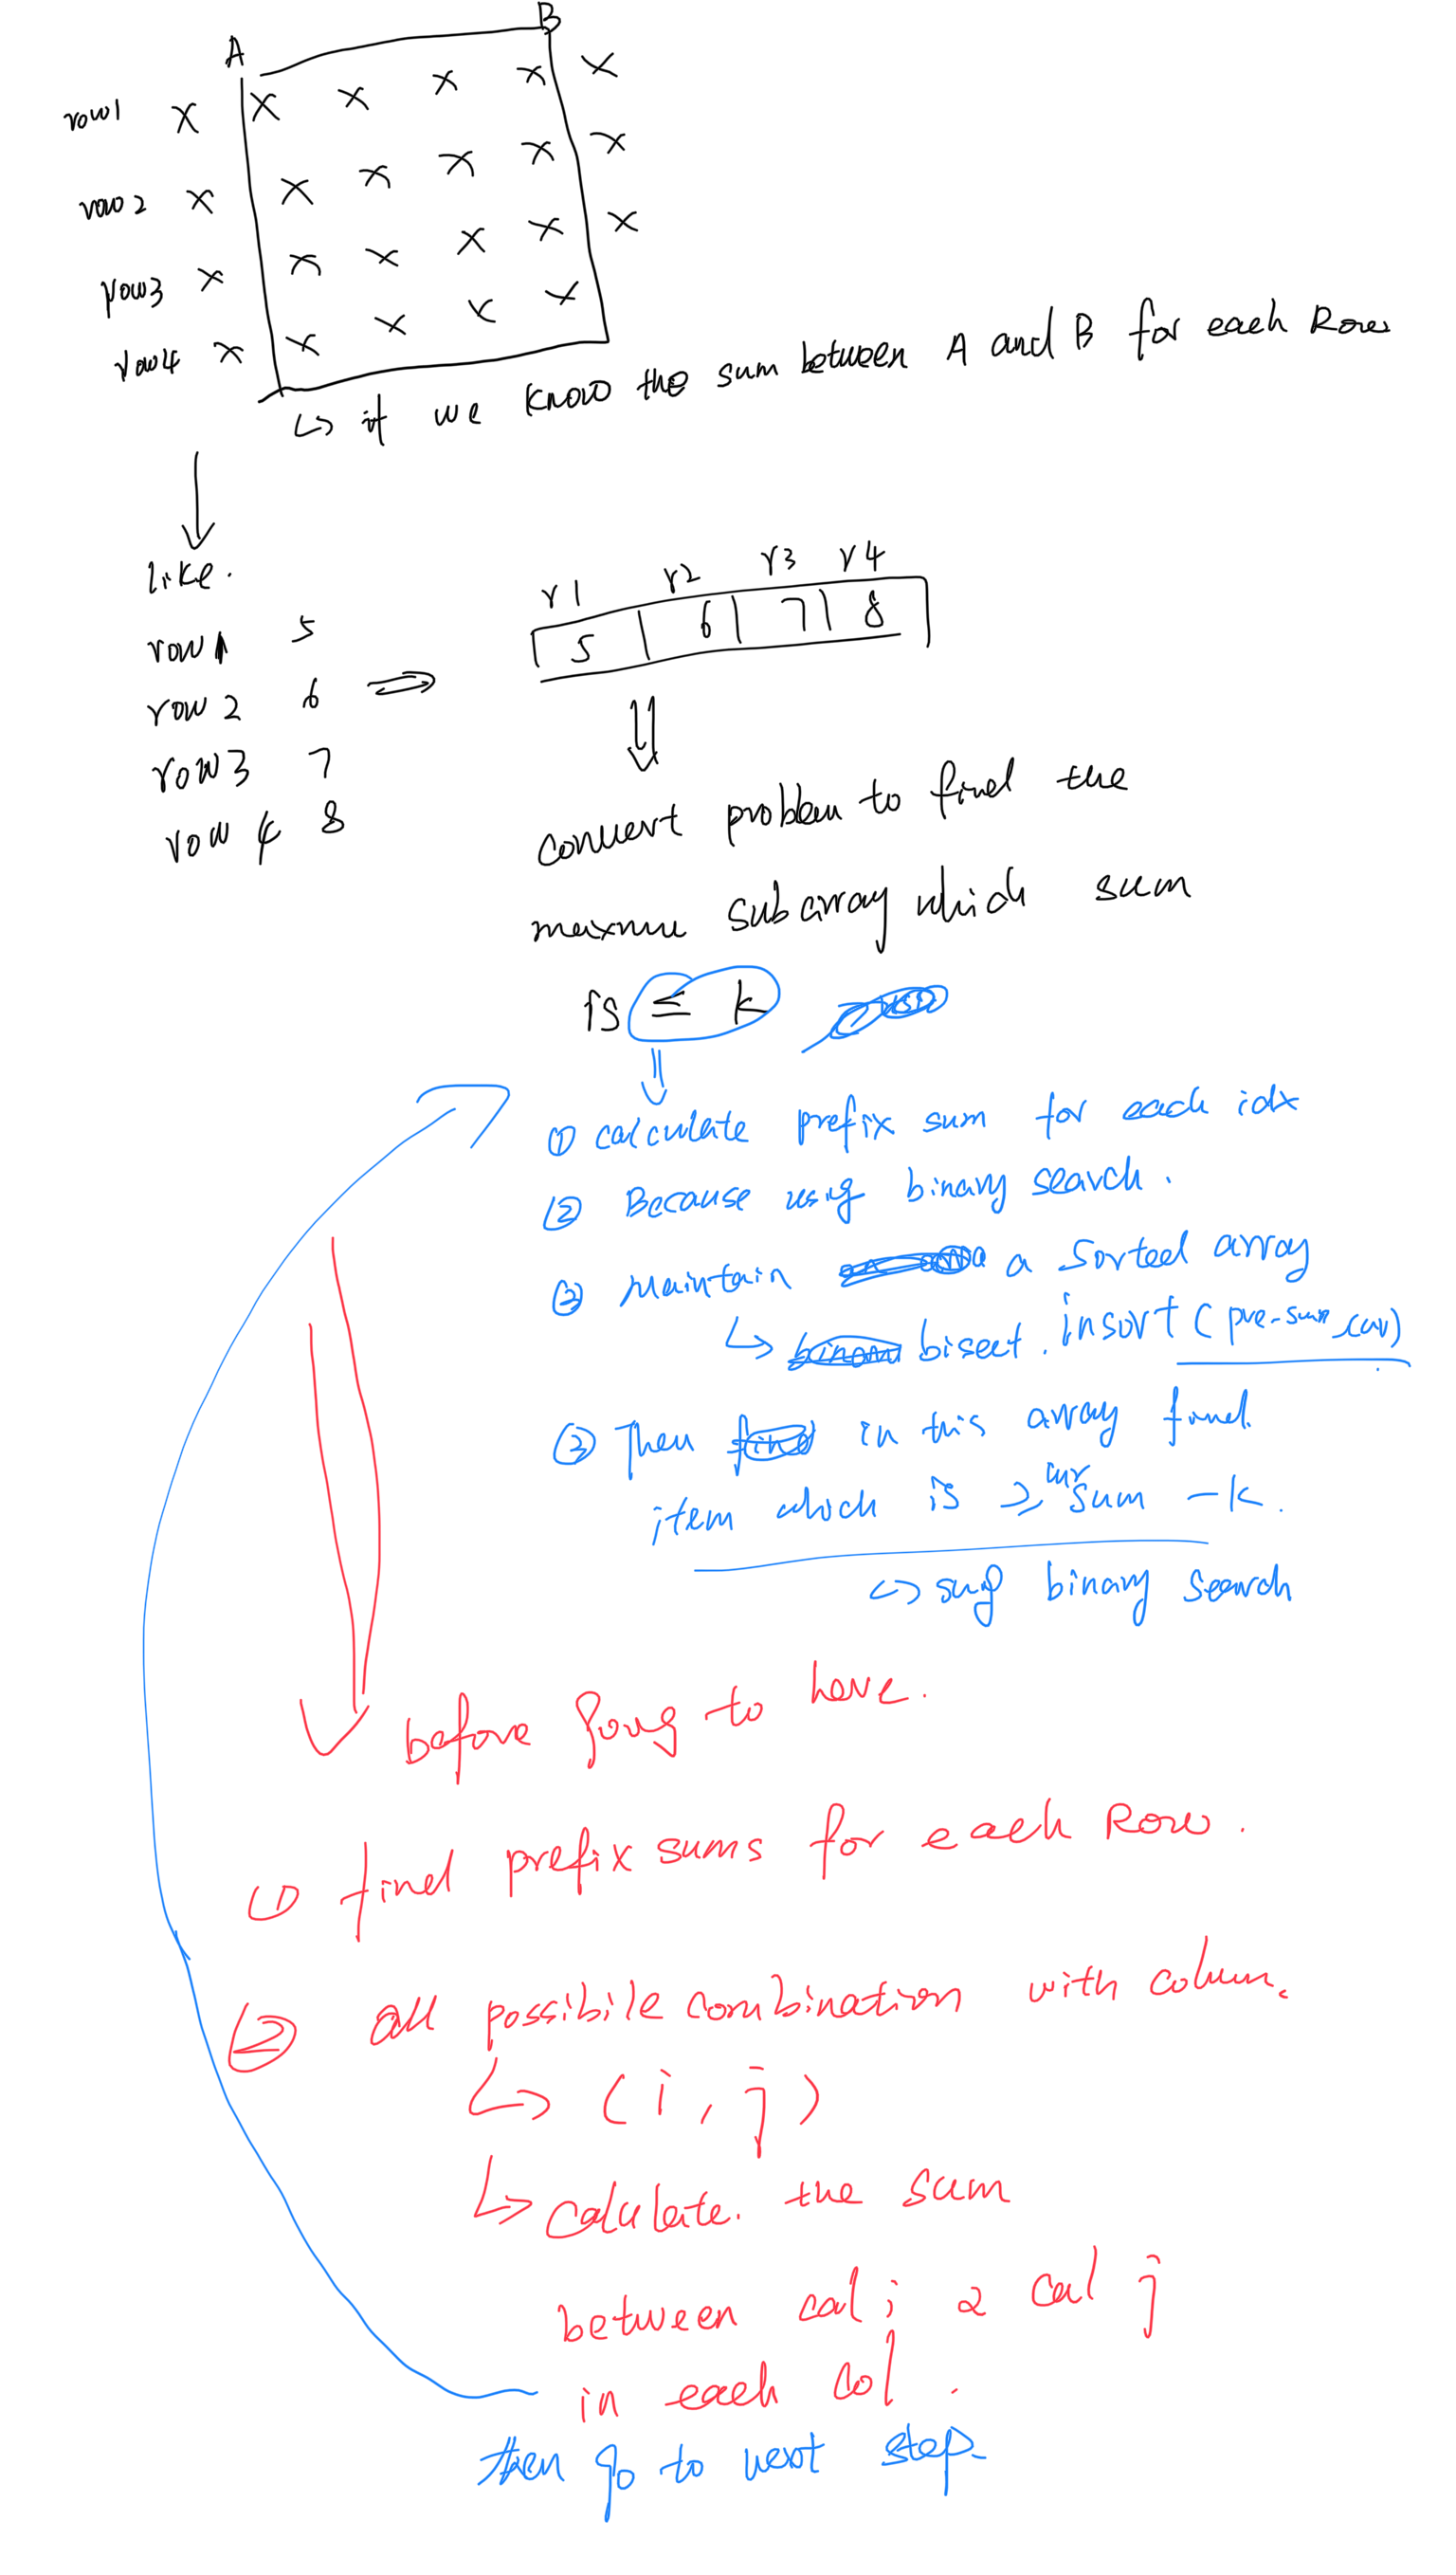 A B
row1 x x x x x x
row2 x x x x x x
row3 x x x x x x
row4 x x x x x
↳ if we know the sum between A and B for each Row
like.
row1 5
row2 6
row3 7
row4 8
r1 r2 r3 r4
5 6 7 8
convert problem to find the
subarray which sum
is ≤ k
① calculate prefix sum for each idx
② Because using binary search.
② Maintain a sorted array
↳ bisect.insort(pre-sum_cur)
③ Then in this array find
item which is ≥ cur sum - k.
↳ binary search
before going to here.
① find prefix sums for each Row.
② all possibile combination with column.
↳ (i, j)
↳ calulate. the sum
between col i 2 col j
in each col.
then go to next step